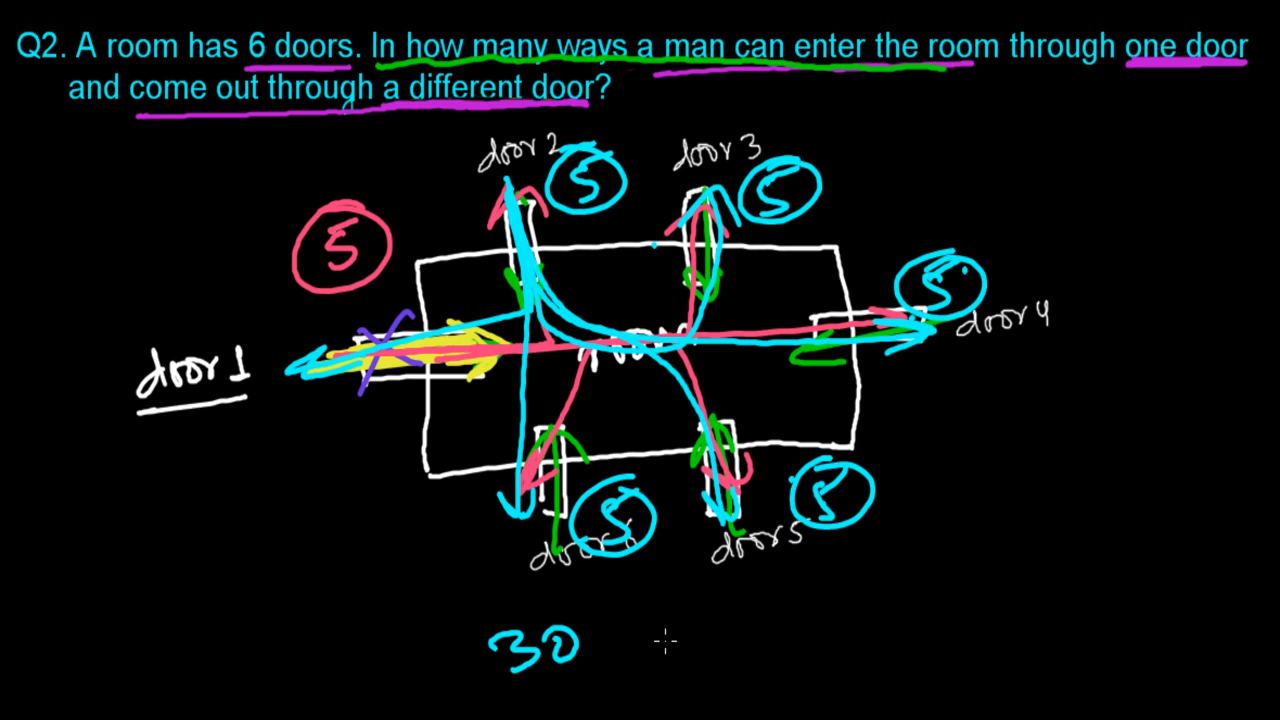 Q2. A room has 6 doors. In how many ways a man can enter the room through one door
and come out through a different door?
door 2
door 3
5
5
5
5
door 4
room
door 1
5
5
door 5
30